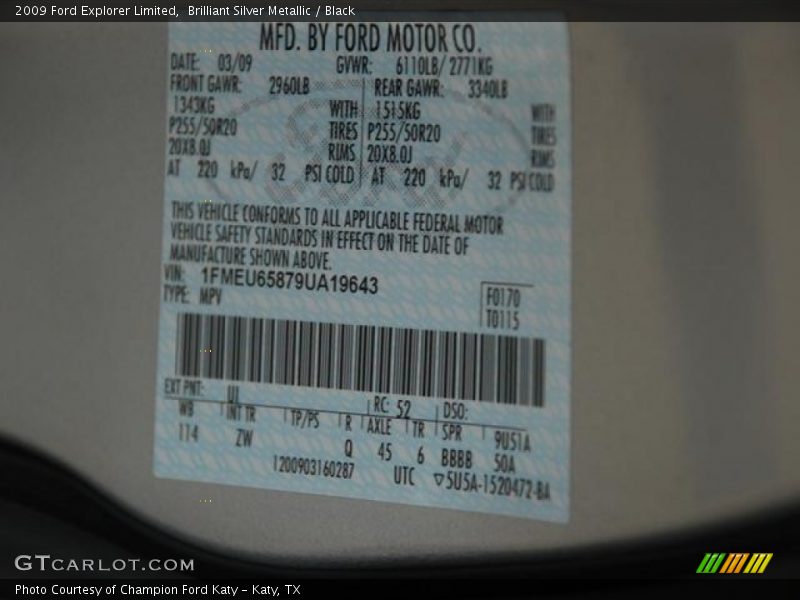 2009 Ford Explorer Limited,  Brilliant Silver Metallic / Black
MFD. BY FORD MOTOR CO.
DATE: 03/09 GVWR: 6110LB/ 2771KG
FRONT GAWR: 2960LB REAR GAWR: 3340LB
1343KG WITH 1515KG WITH
P255/50R20 TIRES P255/50R20 TIRES
20X8.0J RIMS 20X8.0J RIMS
AT 220 kPa/ 32 PSI COLD AT 220 kPa/ 32 PSI COLD
THIS VEHICLE CONFORMS TO ALL APPLICABLE FEDERAL MOTOR
VEHICLE SAFETY STANDARDS IN EFFECT ON THE DATE OF
MANUFACTURE SHOWN ABOVE.
VIN: 1FMEU65879UA19643
TYPE: MPV
F0170
T0115
EXT PNT: UI RC: 52 DSO:
WB INT TR TP/PS R AXLE TR SPR 9U51A
114 ZW Q 45 6 BBBB 50A
1200903160287 UTC ▽5U5A-1520472-BA
GTCARLOT.COM
Photo Courtesy of Champion Ford Katy – Katy, TX